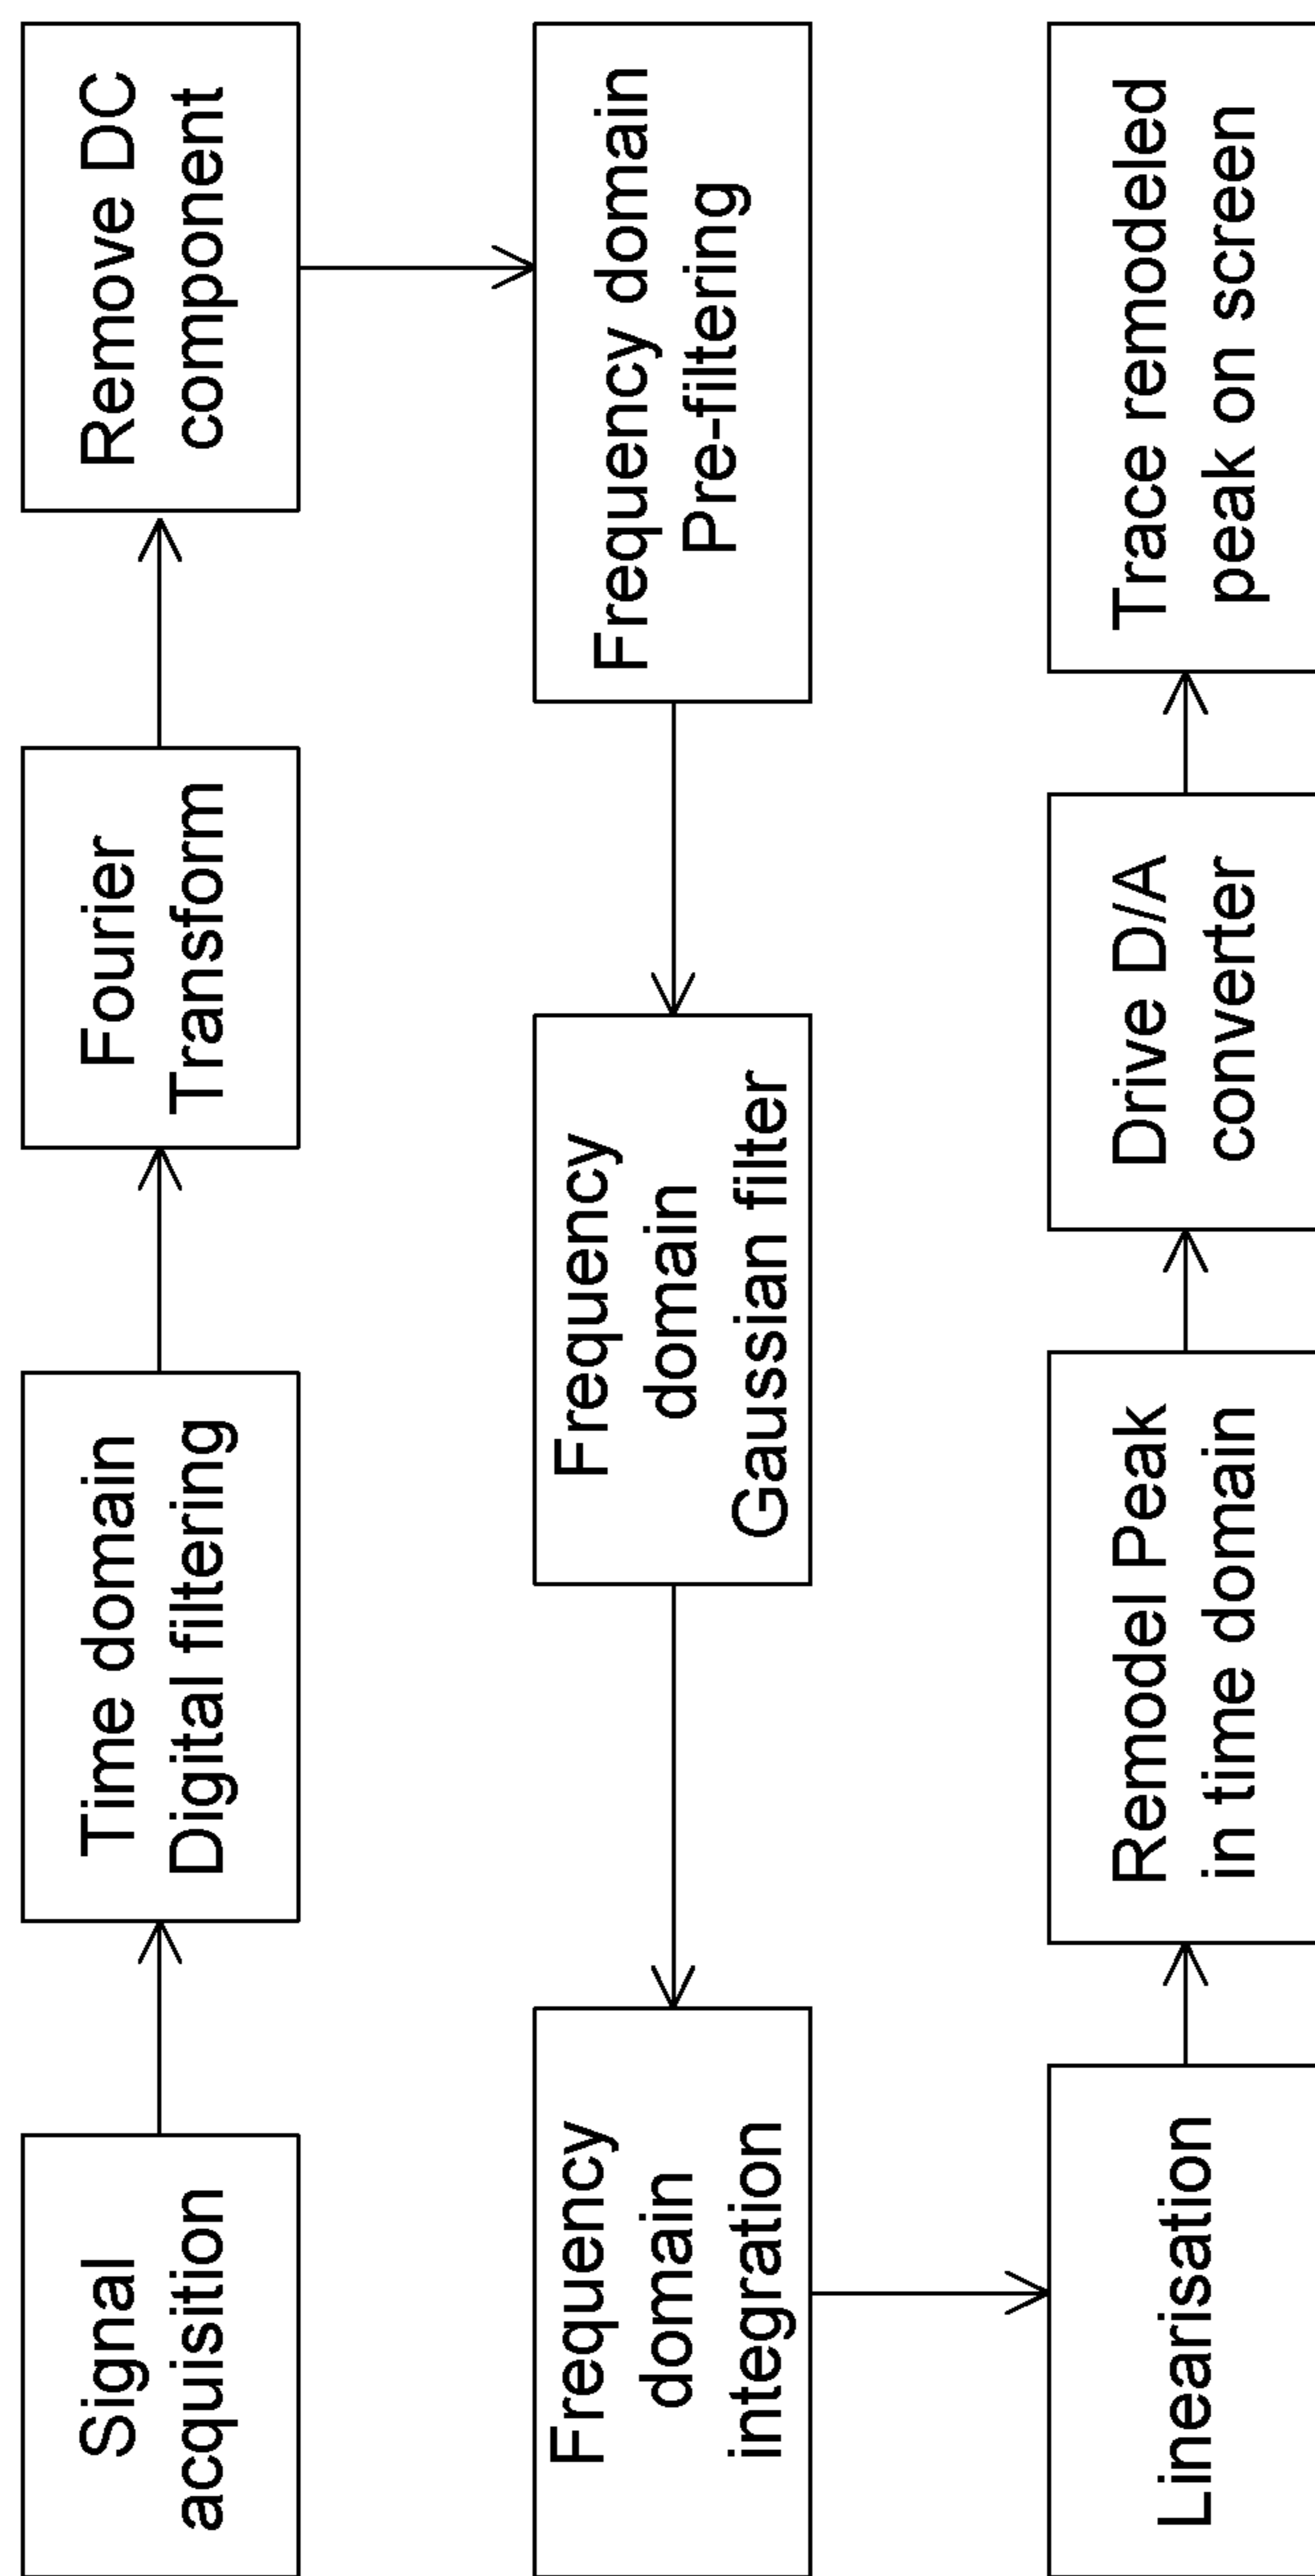 Signal
acquisition
Time domain
Digital filtering
Fourier
Transform
Remove DC
component
Frequency domain
Pre-filtering
Frequency
domain
Gaussian filter
Frequency
domain
integration
Linearisation
Remodel Peak
in time domain
Drive D/A
converter
Trace remodeled
peak on screen